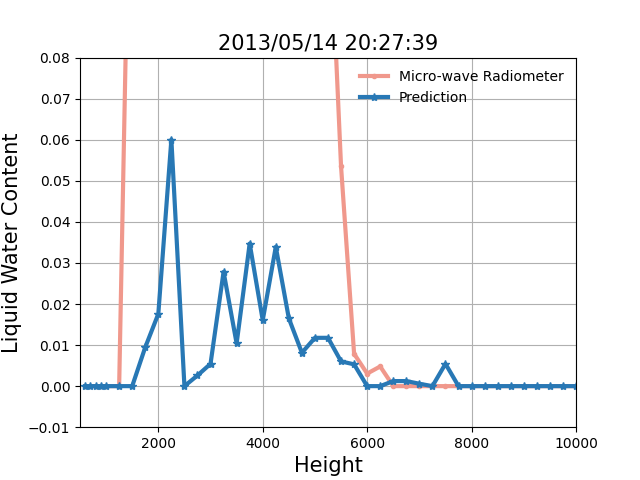 2013/05/14 20:27:39
Micro-wave Radiometer
Prediction
Liquid Water Content
0.08
0.07
0.06
0.05
0.04
0.03
0.02
0.01
0.00
−0.01
2000 4000 6000 8000 10000
Height